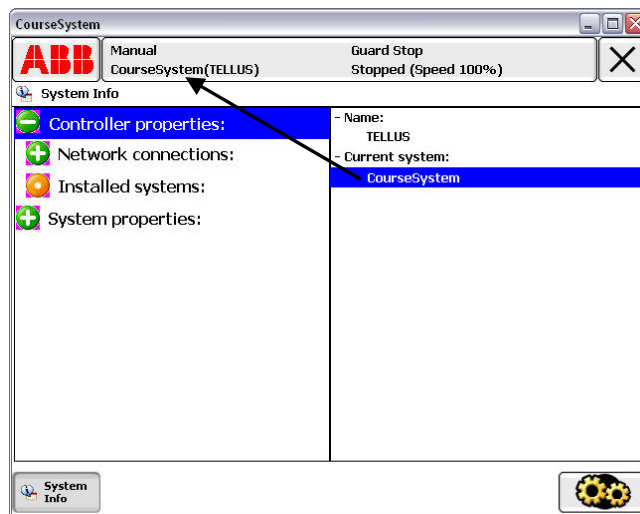 CourseSystem
ABB
Manual
CourseSystem(TELLUS)
Guard Stop
Stopped (Speed 100%)
System Info
Controller properties:
Network connections:
Installed systems:
System properties:
- Name:
TELLUS
- Current system:
CourseSystem
System
Info